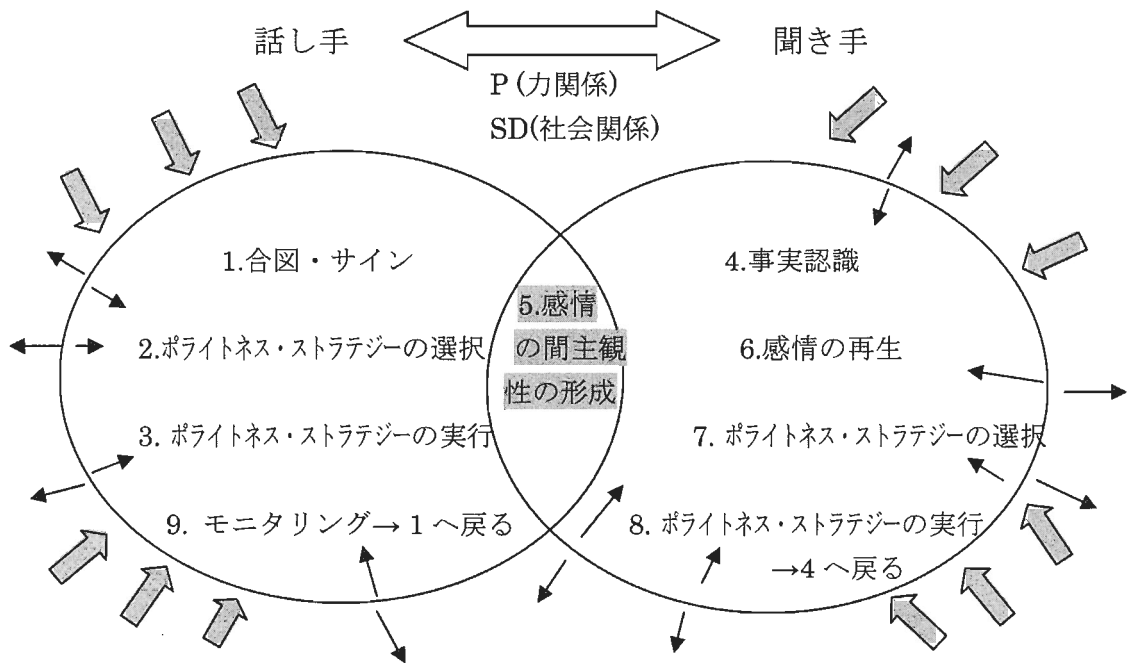 話し手
聞き手
P (力関係)
SD(社会関係)
1.合図・サイン
2.ポライトネス・ストラテジーの選択
3. ポライトネス・ストラテジーの実行
9. モニタリング→ 1 へ戻る
5.感情
の間主観
性の形成
4.事実認識
6.感情の再生
7. ポライトネス・ストラテジーの選択
8. ポライトネス・ストラテジーの実行
→4 へ戻る